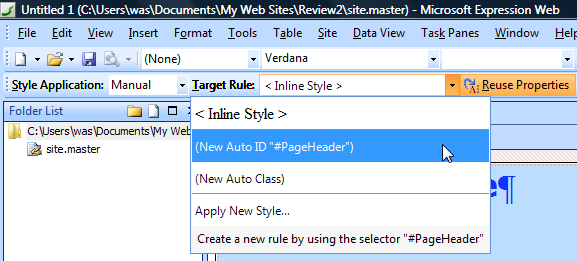 Untitled 1 (C:\Users\was\Documents\My Web Sites\Review2\site.master) - Microsoft Expression Web
Edit View Insert Format Tools Table Site Data View Task Panes Window Help
(None) Verdana
Style Application: Manual Target Rule: < Inline Style > Reuse Properties
Folder List
< Inline Style >
C:\Users\was\Documents\My Web
site.master
(New Auto ID "#PageHeader")
(New Auto Class)
Apply New Style...
Create a new rule by using the selector "#PageHeader"